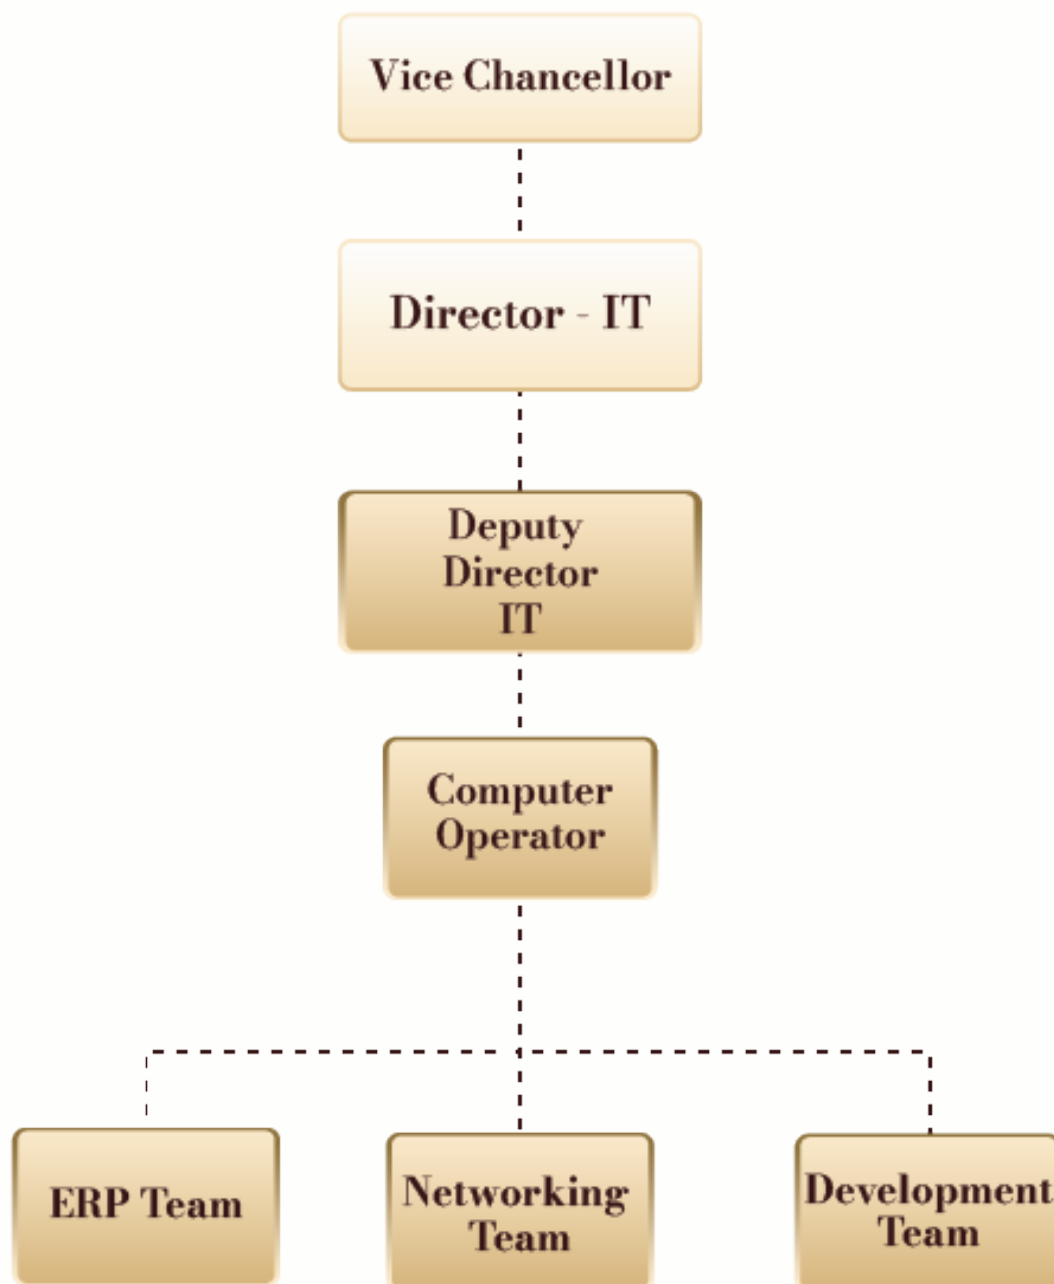 Vice Chancellor
Director - IT
Deputy
Director
IT
Computer
Operator
ERP Team
Networking
Team
Development
Team